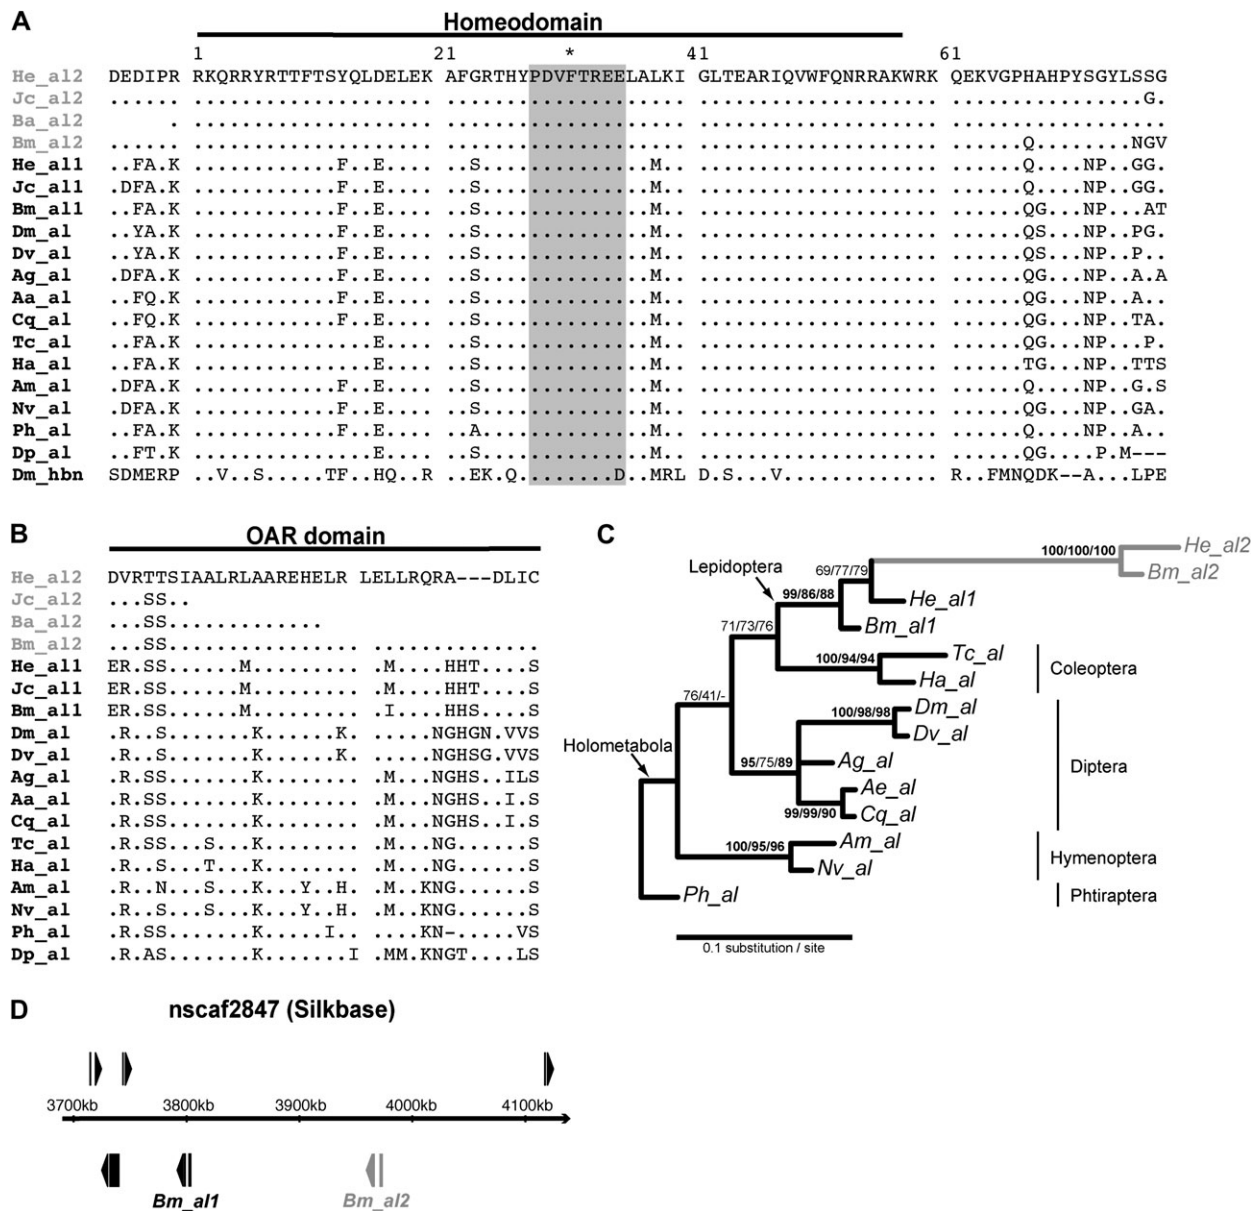 A
Homeodomain
1 21 * 41 61
He_al2 DEDIPR RKQRRYRTTFTSYQLDELEK AFGRTHYPDVFTREELALKI GLTEARIQVWFQNRRAKWRK QEKVGPHAHPYSGYLSSG
Jc_al2 ...... .................... .................... .................... ................G.
Ba_al2 . .................... .................... .................... ..................
Bm_al2 ...... .................... .................... .................... ......Q........NGV
He_al1 ..FA.K ............F..E.... ..S..............M.. .................... ......Q....NP..GG.
Jc_al1 .DFA.K ............F..E.... ..S..............M.. .................... ......Q....NP..GG.
Bm_al1 ..FA.K ............F..E.... ..S..............M.. .................... ......QG...NP...AT
Dm_al ..YA.K ............F..E.... ..S..............M.. .................... ......QS...NP..PG.
Dv_al ..YA.K ............F..E.... ..S..............M.. .................... ......QS...NP..P..
Ag_al .DFA.K ............F..E.... ..S..............M.. .................... ......QG...NP..A.A
Aa_al ..FQ.K ............F..E.... ..S..............M.. .................... ......QG...NP..A..
Cq_al ..FQ.K ............F..E.... ..S..............M.. .................... ......QG...NP..TA.
Tc_al ..FA.K ...............E.... ..S..............M.. .................... ......QG...NP...P.
Ha_al ..FA.K ...............E.... ..S..............M.. .................... ......TG...NP..TTS
Am_al .DFA.K ............F..E.... ..S..............M.. .................... ......Q....NP..G.S
Nv_al .DFA.K ............F..E.... ..S..............M.. .................... ......QG...NP..GA.
Ph_al ..FA.K ............F..E.... ..A..............M.. .................... ......Q....NP..A..
Dp_al ..FT.K ...............E.... ..S..............M.. .................... ......QG....P.M---
Dm_hbn SDMERP ..V..S.....TF..HQ..R ..EK.Q........D..MRL D.S...V............. R..FMNQDK--A...LPE
B
OAR domain
He_al2 DVRTTSIAALRLAAREHELR LELLRQRA---DLIC
Jc_al2 ...SS..
Ba_al2 ...SS.............
Bm_al2 ...SS............... ...............
He_al1 ER.SS......M........ ..M....HHT....S
Jc_al1 ER.SS......M........ ..M....HHT....S
Bm_al1 ER.SS......M........ ..I....HHS....S
Dm_al .R..S.......K......K ......NGHGN.VVS
Dv_al .R..S.......K......K ......NGHSG.VVS
Ag_al .R.SS.......K....... ..M...NGHS..ILS
Aa_al .R.SS.......K....... ..M...NGHS..I.S
Cq_al .R.SS.......K....... ..M...NGHS..I.S
Tc_al .R..S...S...K....... ..M...NG......S
Ha_al .R..S...T...K....... ..M...NG......S
Am_al .R..N...S...K...Y..H ..M..KNG......S
Nv_al .R..S...S...K...Y..H ..M..KNG......S
Ph_al .R..S.......K.....I. .....KN-.....VS
Dp_al .R.AS.......K......I ..MM.KNGT....LS
C
Lepidoptera
Holometabola
100/100/100
69/77/79
99/86/88
71/73/76
100/94/94
76/41/-
100/98/98
95/75/89
99/99/90
100/95/96
He_al2
Bm_al2
He_al1
Bm_al1
Tc_al
Ha_al
Coleoptera
Dm_al
Dv_al
Ag_al
Ae_al
Cq_al
Diptera
Am_al
Nv_al
Hymenoptera
Ph_al
Phtiraptera
0.1 substitution / site
D
nscaf2847 (Silkbase)
3700kb 3800kb 3900kb 4000kb 4100kb
Bm_al1 Bm_al2